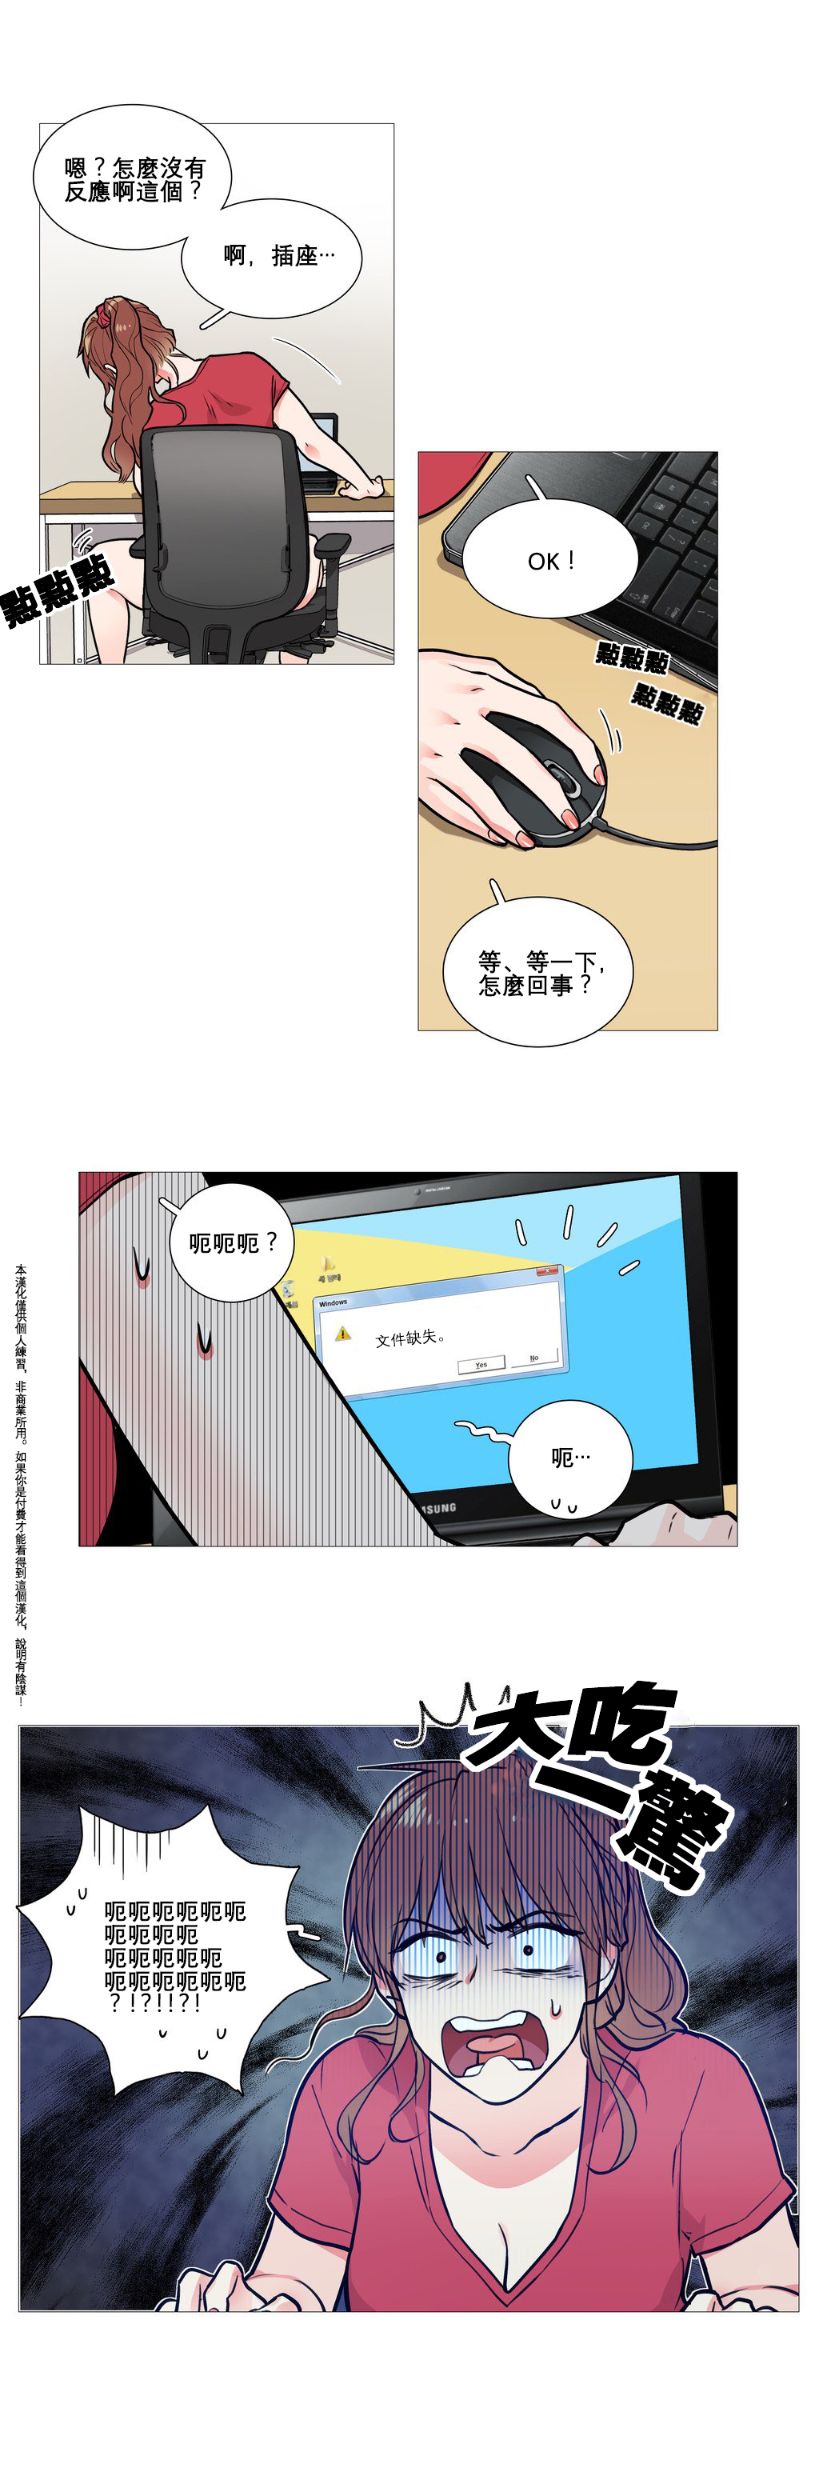 嗯？怎麼沒有
反應啊這個？
啊，插座…
點點點
OK！
點點點
點點點
等、等一下，
怎麼回事？
呃呃呃？
Windows
文件缺失。
Yes
No
呃…
SUNG
本漢化僅供個人練習，非商業所用。如果你是付費才能看得到這個漢化，說明有陰謀！
大吃
一驚
呃呃呃呃呃呃
呃呃呃呃
呃呃呃呃呃
呃呃呃呃呃呃
？！？！！？！